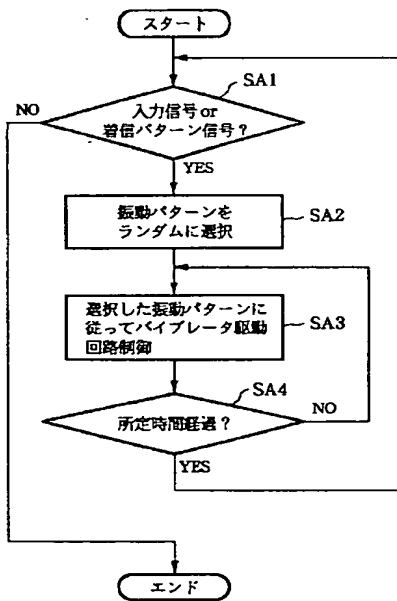 スタート
SA1
NO
入力信号or
着信パターン信号?
YES
振動パターンを
ランダムに選択
SA2
選択した振動パターンに
従ってバイブレータ駆動
回路制御
SA3
SA4
所定時間経過?
NO
YES
エンド